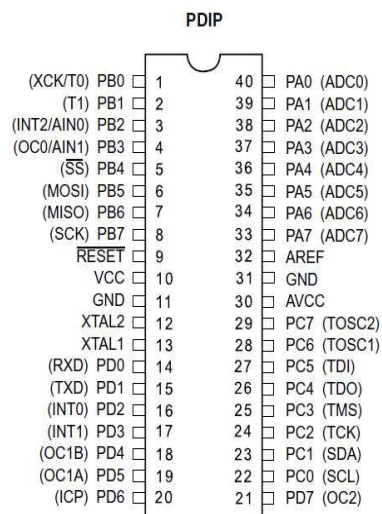 PDIP
(XCK/T0) PB0 1 40 PA0 (ADC0)
(T1) PB1 2 39 PA1 (ADC1)
(INT2/AIN0) PB2 3 38 PA2 (ADC2)
(OC0/AIN1) PB3 4 37 PA3 (ADC3)
(SS) PB4 5 36 PA4 (ADC4)
(MOSI) PB5 6 35 PA5 (ADC5)
(MISO) PB6 7 34 PA6 (ADC6)
(SCK) PB7 8 33 PA7 (ADC7)
RESET 9 32 AREF
VCC 10 31 GND
GND 11 30 AVCC
XTAL2 12 29 PC7 (TOSC2)
XTAL1 13 28 PC6 (TOSC1)
(RXD) PD0 14 27 PC5 (TDI)
(TXD) PD1 15 26 PC4 (TDO)
(INT0) PD2 16 25 PC3 (TMS)
(INT1) PD3 17 24 PC2 (TCK)
(OC1B) PD4 18 23 PC1 (SDA)
(OC1A) PD5 19 22 PC0 (SCL)
(ICP) PD6 20 21 PD7 (OC2)